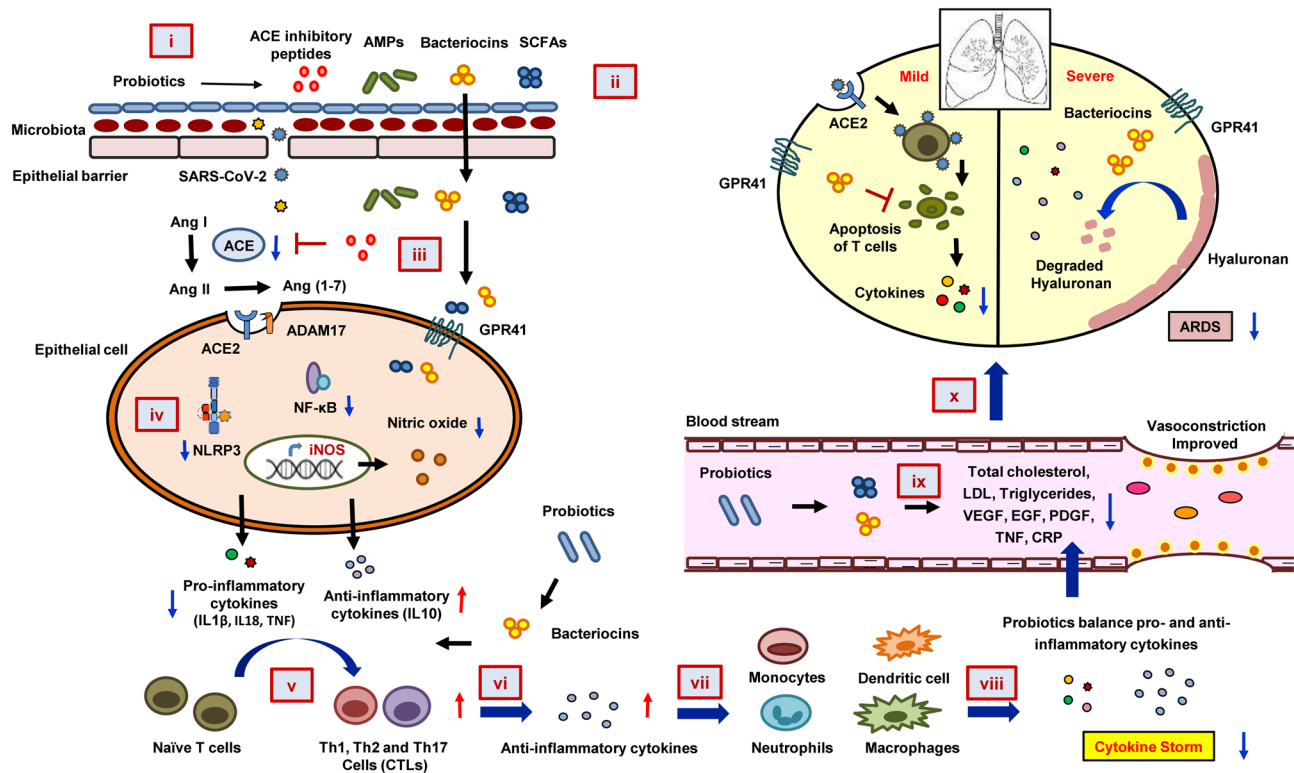 i
ACE inhibitory
peptides
AMPs
Bacteriocins
SCFAs
Probiotics
ii
Microbiota
Epithelial barrier
SARS-CoV-2
Ang I
ACE
iii
Ang II
Ang (1-7)
ADAM17
ACE2
GPR41
Epithelial cell
NF-κB
iv
NLRP3
Nitric oxide
iNOS
Pro-inflammatory
cytokines
(IL1β, IL18, TNF)
Anti-inflammatory
cytokines (IL10)
Probiotics
Bacteriocins
v
Naïve T cells
Th1, Th2 and Th17
Cells (CTLs)
vi
Anti-inflammatory cytokines
vii
Monocytes
Dendritic cell
Neutrophils
Macrophages
viii
Probiotics balance pro- and anti-
inflammatory cytokines
Cytokine Storm
Blood stream
Probiotics
ix
Total cholesterol,
LDL, Triglycerides,
VEGF, EGF, PDGF,
TNF, CRP
Vasoconstriction
Improved
x
Mild
Severe
ACE2
GPR41
Apoptosis
of T cells
Cytokines
Bacteriocins
GPR41
Degraded
Hyaluronan
Hyaluronan
ARDS